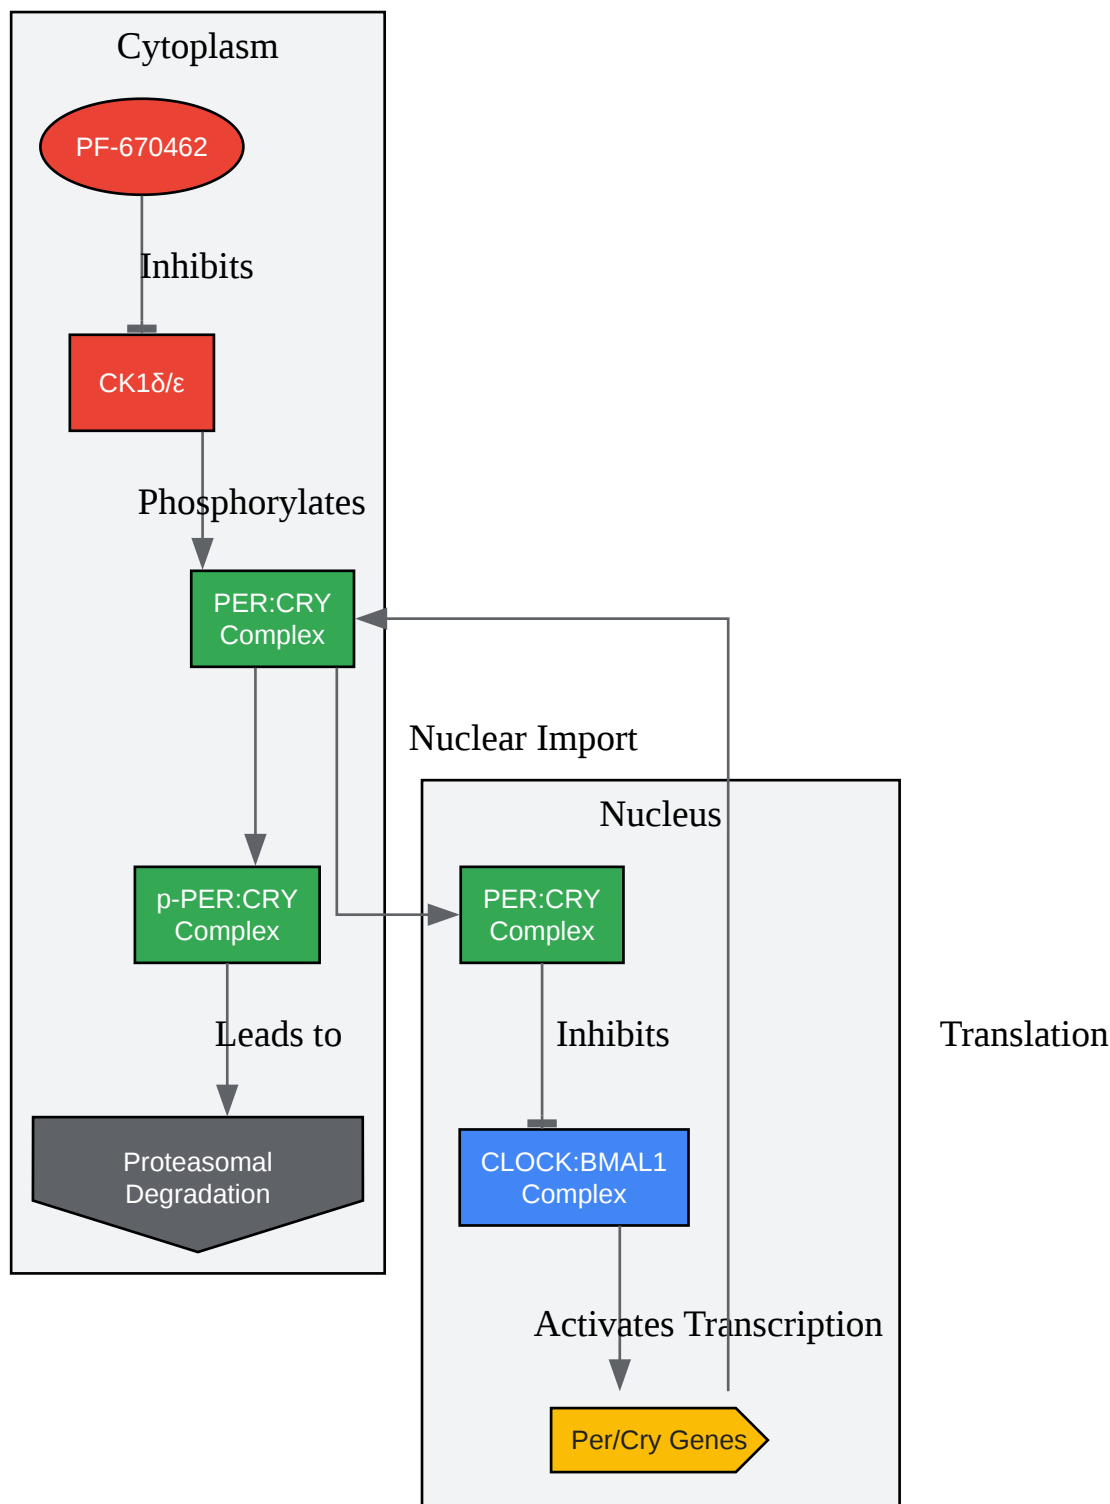 Cytoplasm
PF-670462
Inhibits
CK1δ/ε
Phosphorylates
PER:CRY
Complex
Nuclear Import
Nucleus
p-PER:CRY
Complex
PER:CRY
Complex
Leads to
Inhibits
Translation
Proteasomal
Degradation
CLOCK:BMAL1
Complex
Activates Transcription
Per/Cry Genes